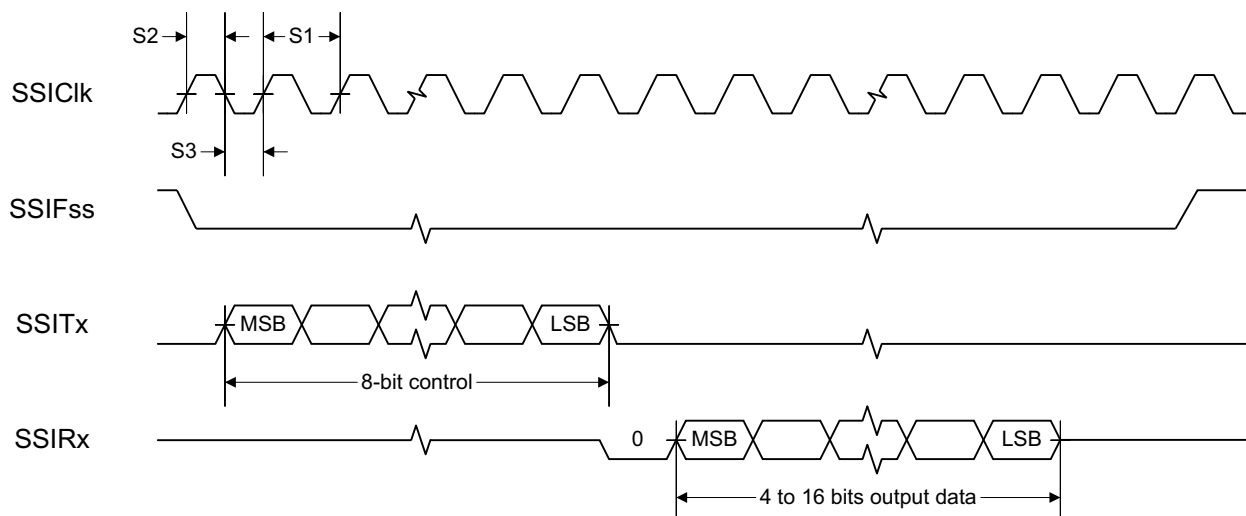 S2
S1
SSIClk
S3
SSIFss
SSITx
MSB
LSB
8-bit control
SSIRx
0
MSB
LSB
4 to 16 bits output data